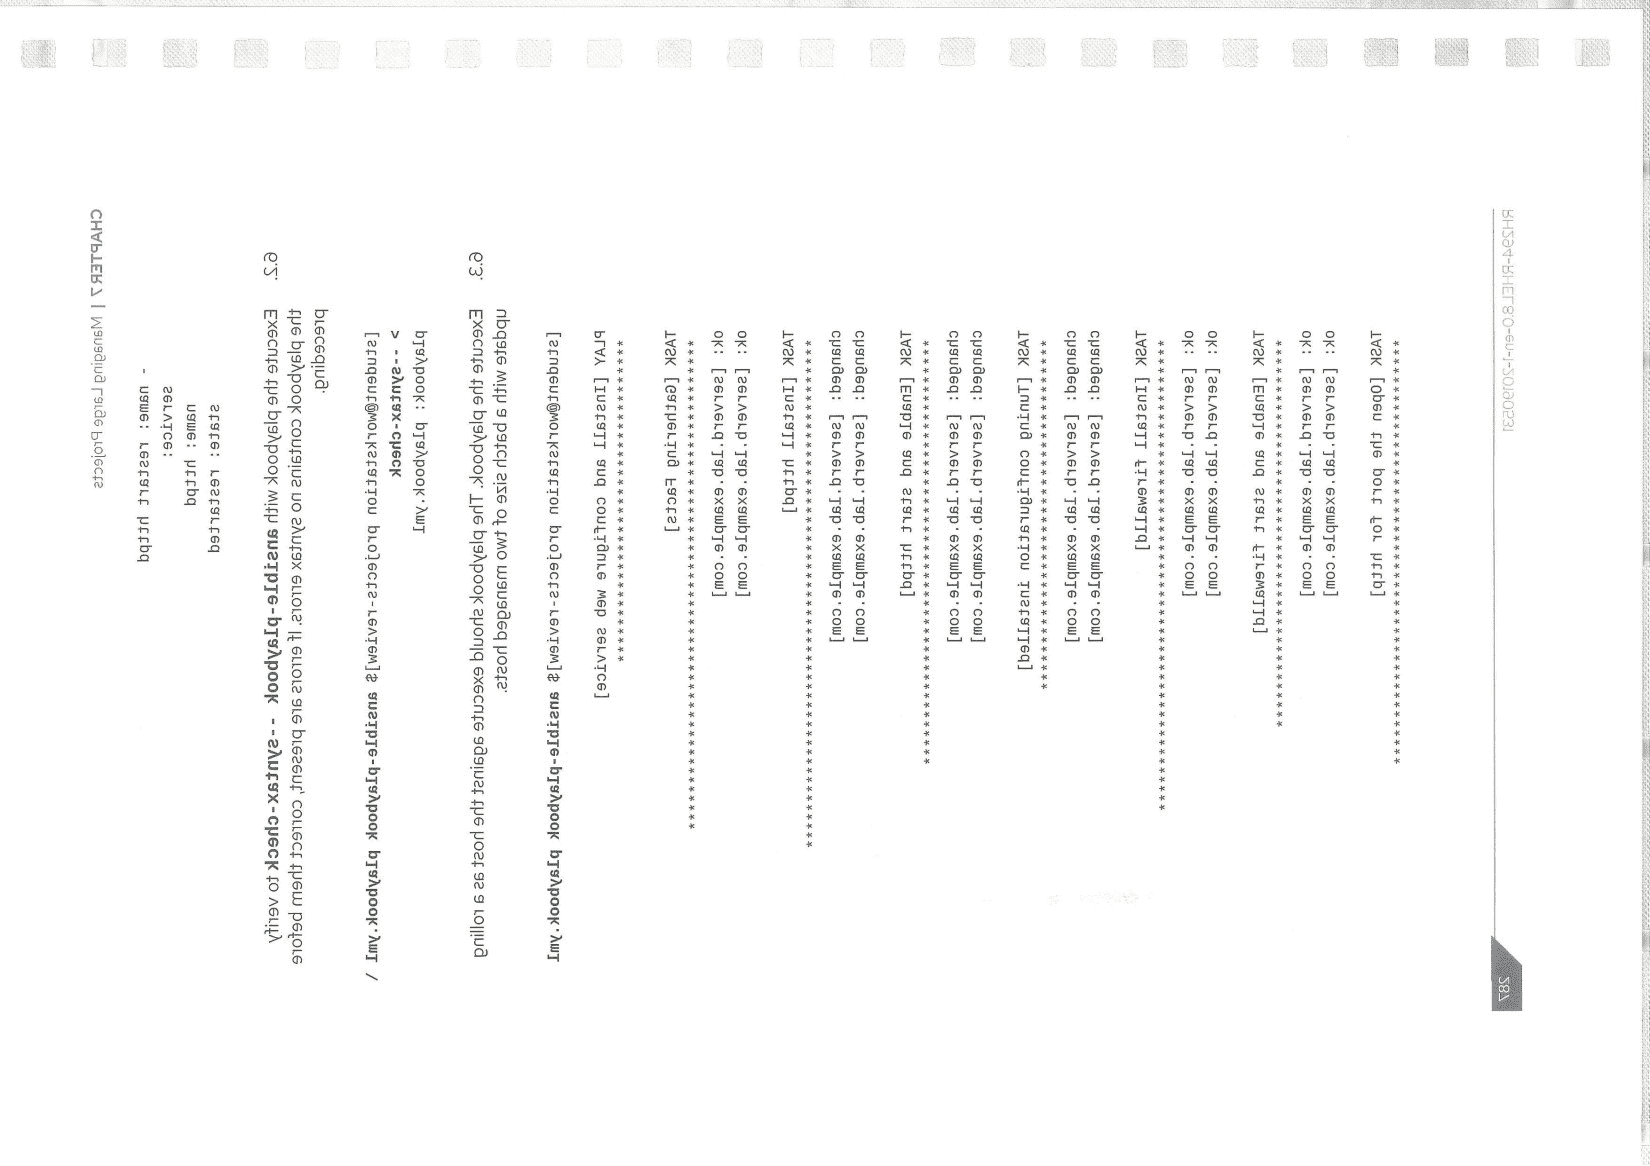 CHAPTER 7 | Managing Large Projects
- name: restart httpd
service:
name: httpd
state: restarted
6.2. Execute the playbook with ansible-playbook --syntax-check to verify
the playbook contains no syntax errors. If errors are present, correct them before
preceding.
[student@workstation projects-review]$ ansible-playbook playbook.yml \
> --syntax-check
playbook: playbook.yml
6.3. Execute the playbook. The playbook should execute against the host as a rolling
update with a batch size of two managed hosts.
[student@workstation projects-review]$ ansible-playbook playbook.yml
PLAY [Install and configure web service]
******************************************
TASK [Gathering Facts]
****************************************************************
ok: [servera.lab.example.com]
ok: [serverb.lab.example.com]
TASK [Install httpd]
******************************************************************
changed: [servera.lab.example.com]
changed: [serverb.lab.example.com]
TASK [Enable and start httpd]
*******************************************************
changed: [servera.lab.example.com]
changed: [serverb.lab.example.com]
TASK [Tuning configuration installed]
*********************************************
changed: [servera.lab.example.com]
changed: [serverb.lab.example.com]
TASK [Install firewalld]
*************************************************************
ok: [servera.lab.example.com]
ok: [serverb.lab.example.com]
TASK [Enable and start firewalld]
**************************************************
ok: [servera.lab.example.com]
ok: [serverb.lab.example.com]
TASK [Open the port for http]
*******************************************************
RH294-RHEL8.0-en-1-20190531
287